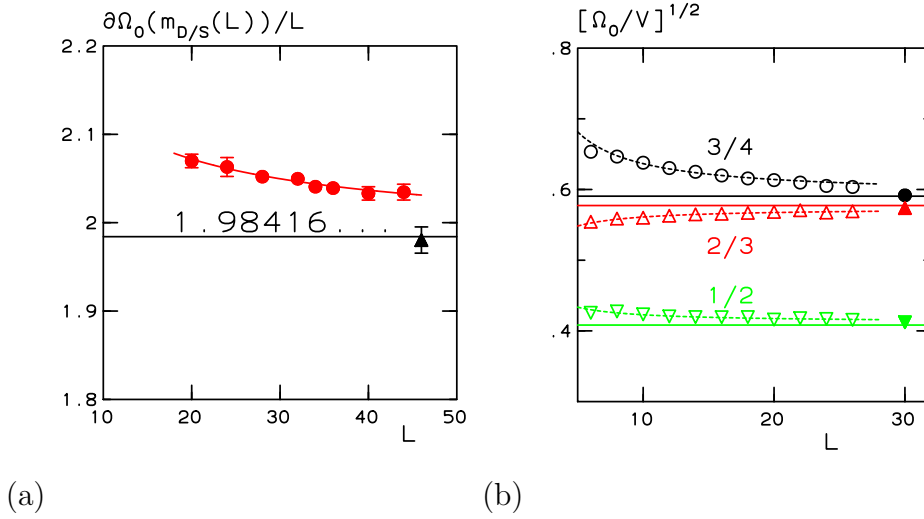 ∂Ω₀(m_{D/S}(L))/L
2.2
2.1
2
1.9
1.8
1.98416....
10 20 30 40 50
L
(a)
[Ω₀/V]^{1/2}
.8
.6
.4
3/4
2/3
1/2
10 20 30
L
(b)